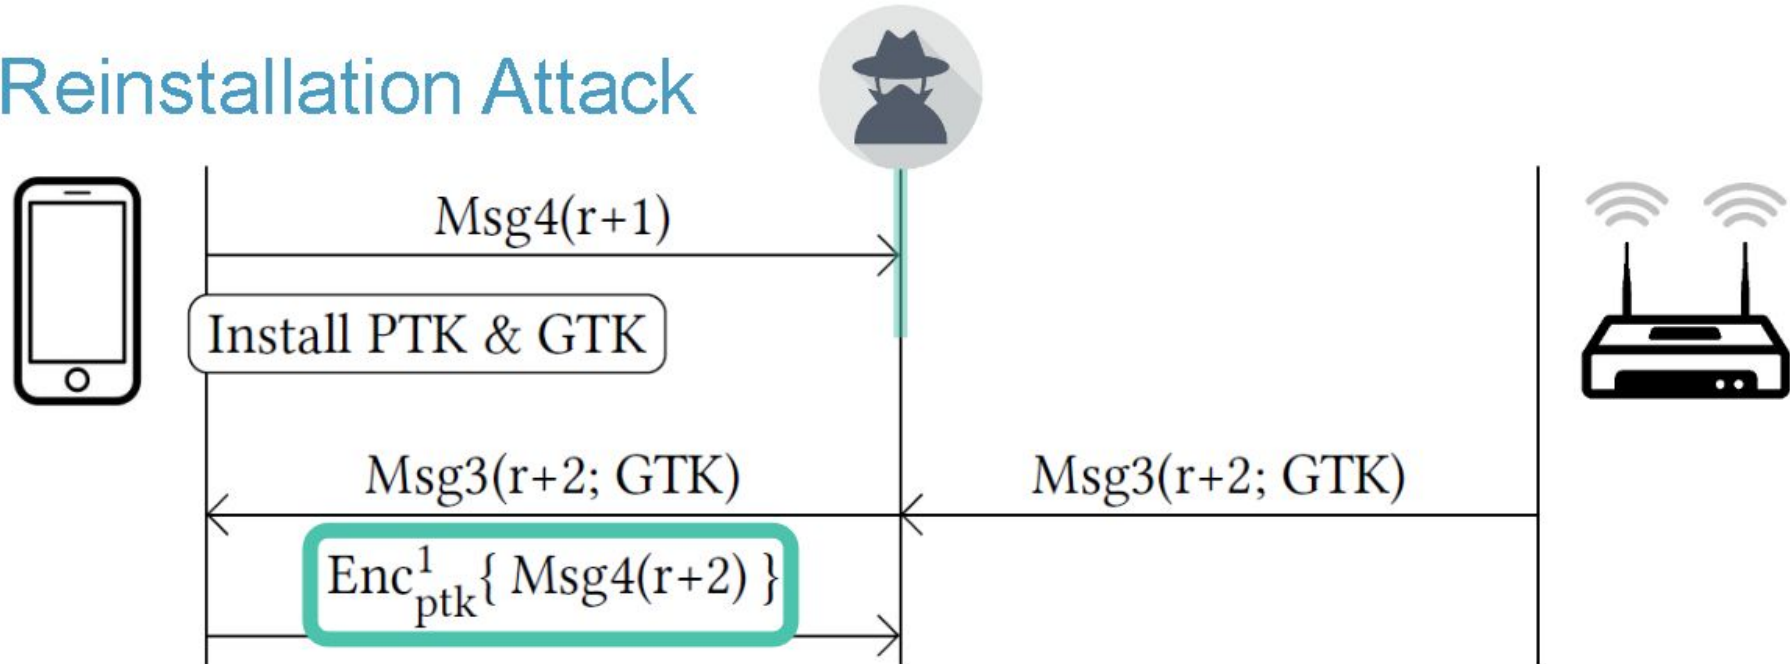 Reinstallation Attack
Msg4(r+1)
Install PTK & GTK
Msg3(r+2; GTK)
Msg3(r+2; GTK)
Enc¹ptk{ Msg4(r+2) }